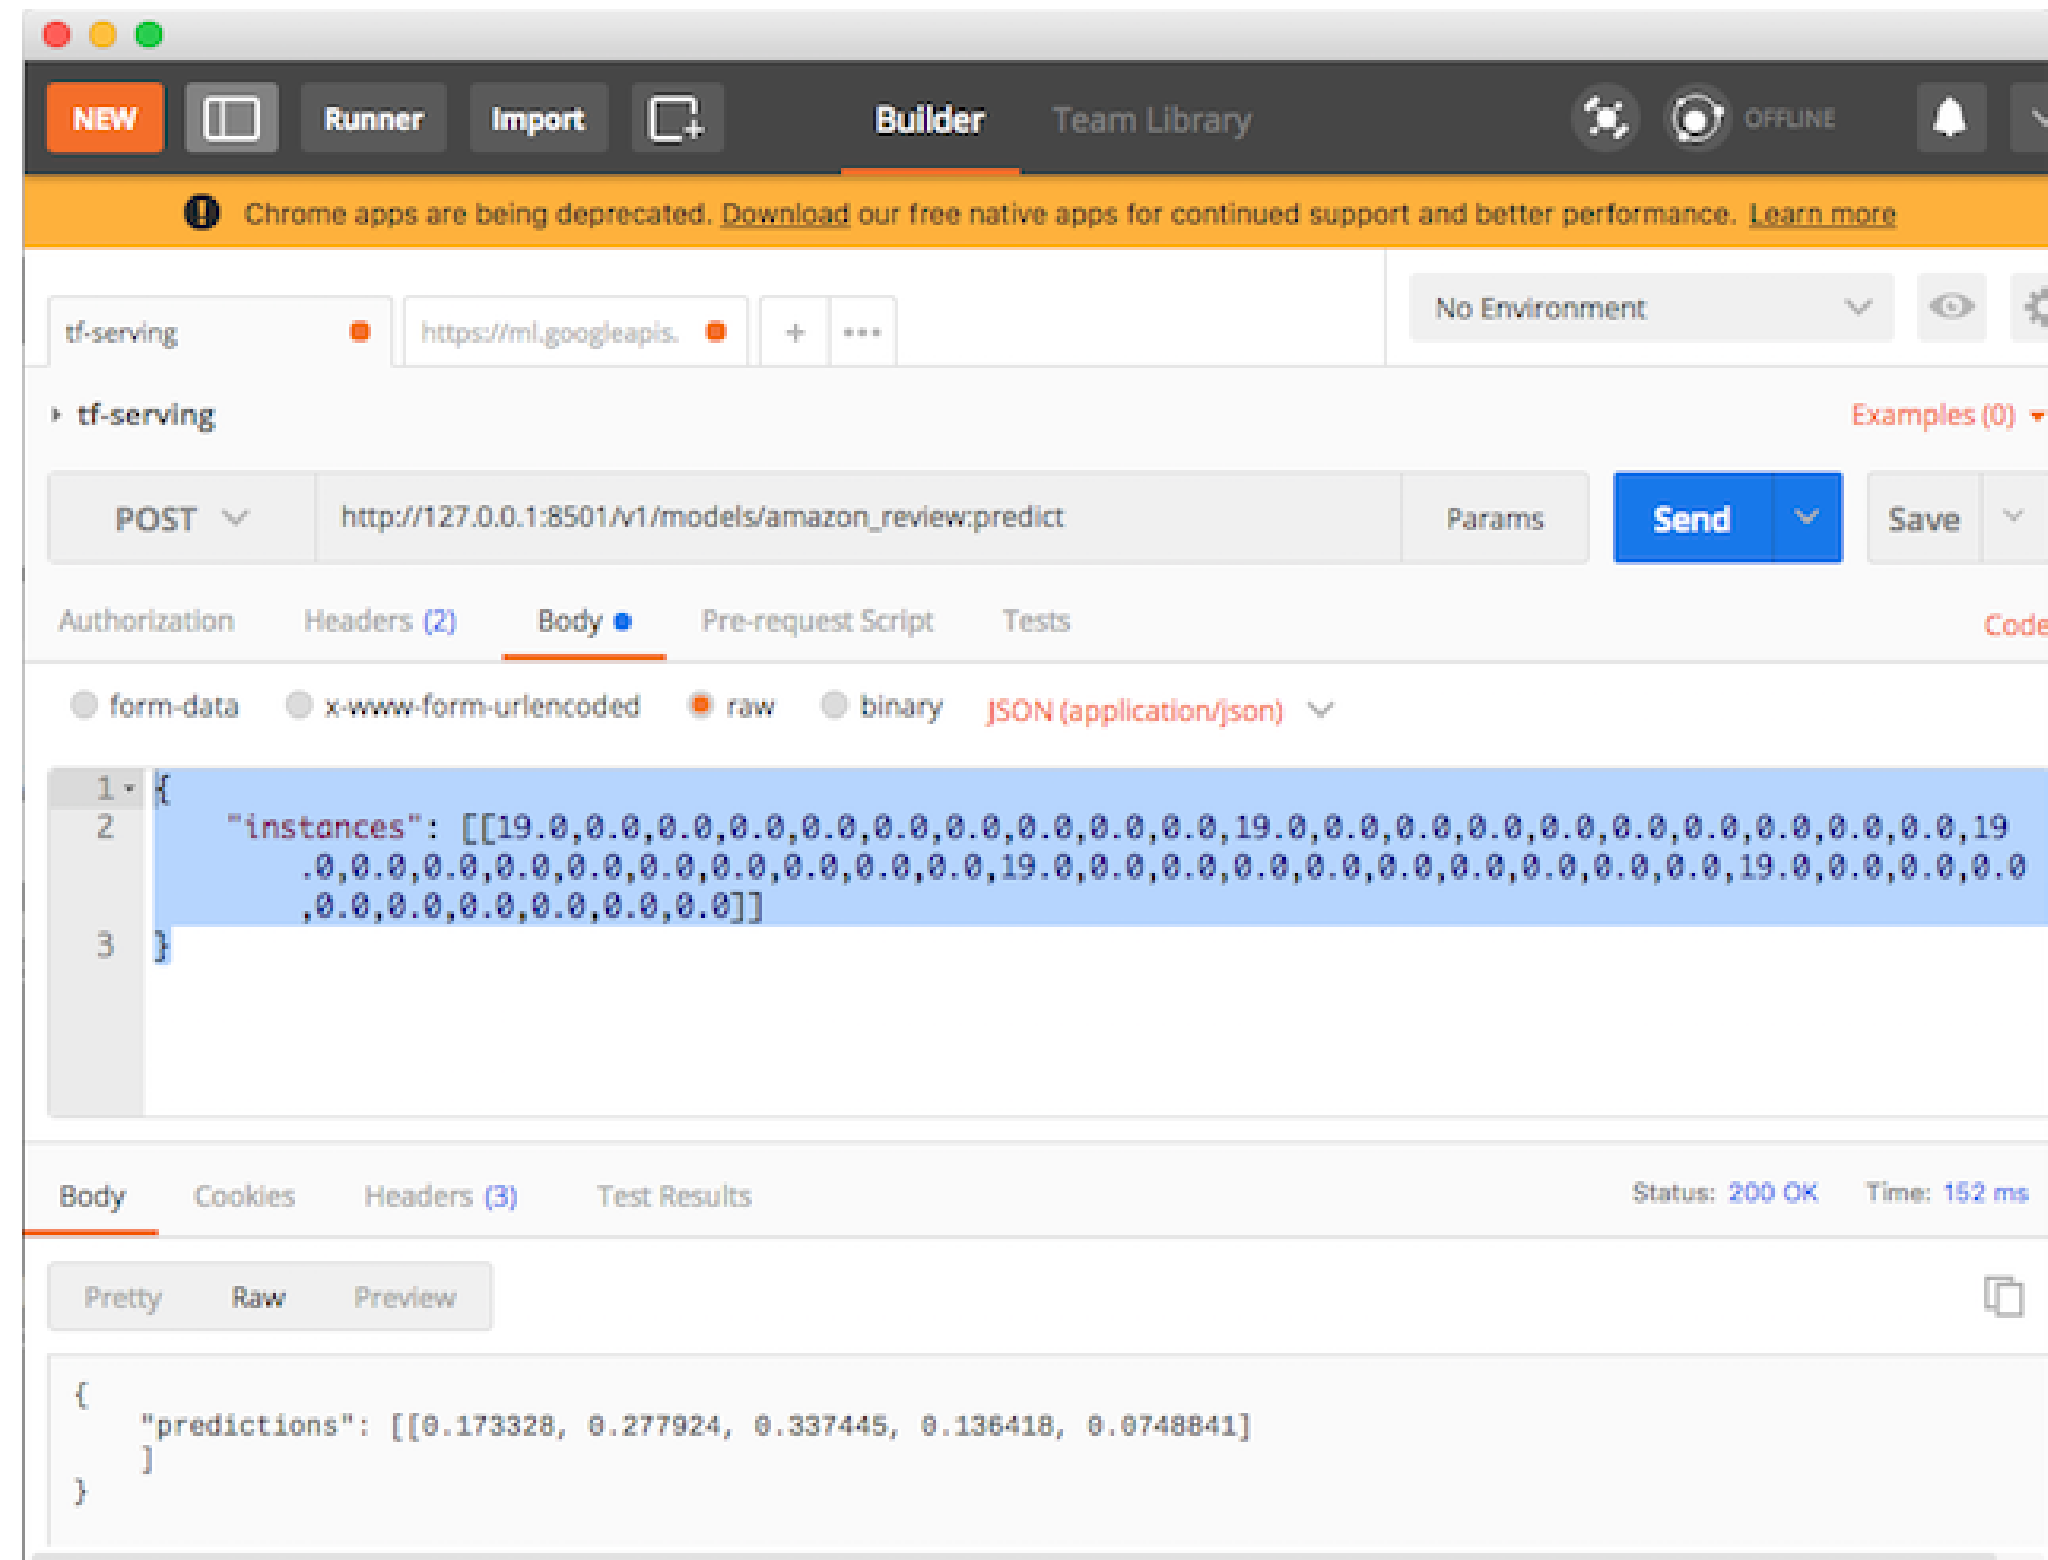 NEW Runner Import Builder Team Library OFFLINE
Chrome apps are being deprecated. Download our free native apps for continued support and better performance. Learn more
tf-serving https://ml.googleapis. + ••• No Environment
tf-serving Examples (0)
POST http://127.0.0.1:8501/v1/models/amazon_review:predict Params Send Save
Authorization Headers (2) Body Pre-request Script Tests Code
form-data x-www-form-urlencoded raw binary JSON (application/json)
1 {
2 "instances": [[19.0,0.0,0.0,0.0,0.0,0.0,0.0,0.0,0.0,0.0,19.0,0.0,0.0,0.0,0.0,0.0,0.0,0.0,0.0,0.0,19
.0,0.0,0.0,0.0,0.0,0.0,0.0,0.0,0.0,0.0,19.0,0.0,0.0,0.0,0.0,0.0,0.0,0.0,0.0,0.0,19.0,0.0,0.0,0.0
,0.0,0.0,0.0,0.0,0.0,0.0]]
3 }
Body Cookies Headers (3) Test Results Status: 200 OK Time: 152 ms
Pretty Raw Preview
{
"predictions": [[0.173328, 0.277924, 0.337445, 0.136418, 0.0748841]
]
}